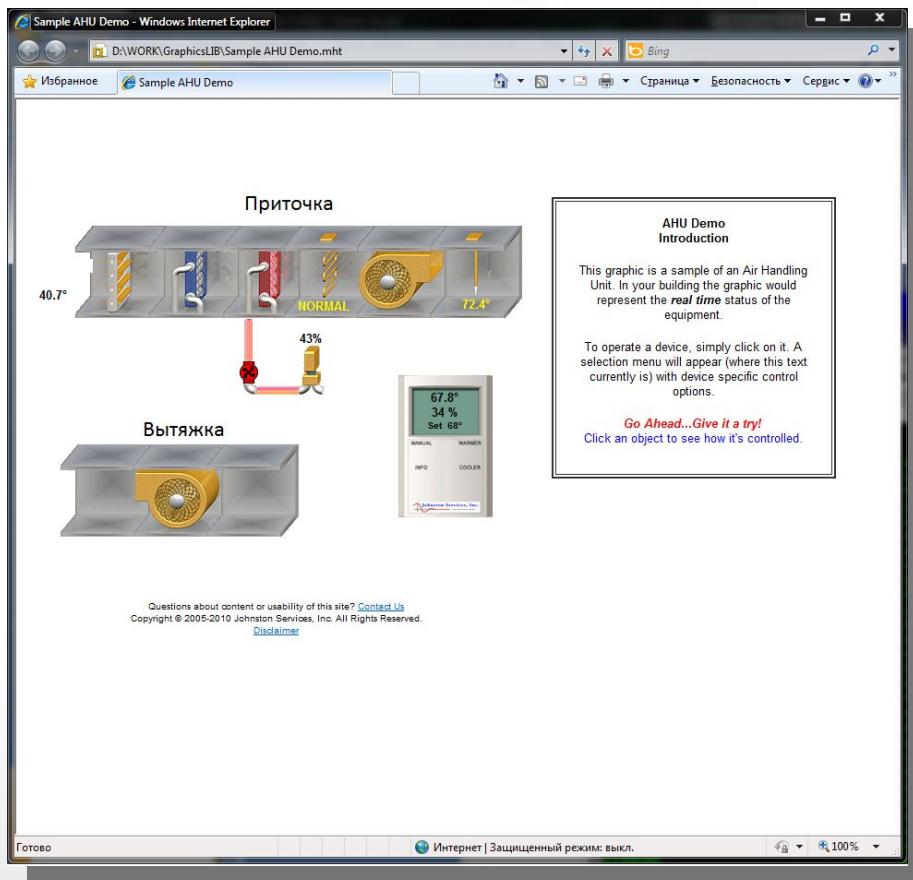 Sample AHU Demo - Windows Internet Explorer
D:\WORK\GraphicsLIB\Sample AHU Demo.mht
Bing
Избранное
Sample AHU Demo
Страница
Безопасность
Сервис
Приточка
40.7°
NORMAL
72.4°
43%
67.8°
34 %
Set 68°
MANUAL WARMER
INFO COOLER
Johnston Services, Inc.
Вытяжка
AHU Demo
Introduction
This graphic is a sample of an Air Handling
Unit. In your building the graphic would
represent the real time status of the
equipment.
To operate a device, simply click on it. A
selection menu will appear (where this text
currently is) with device specific control
options.
Go Ahead...Give it a try!
Click an object to see how it's controlled.
Questions about content or usability of this site? Contact Us
Copyright © 2005-2010 Johnston Services, Inc. All Rights Reserved.
Disclaimer
Готово
Интернет | Защищенный режим: выкл.
100%